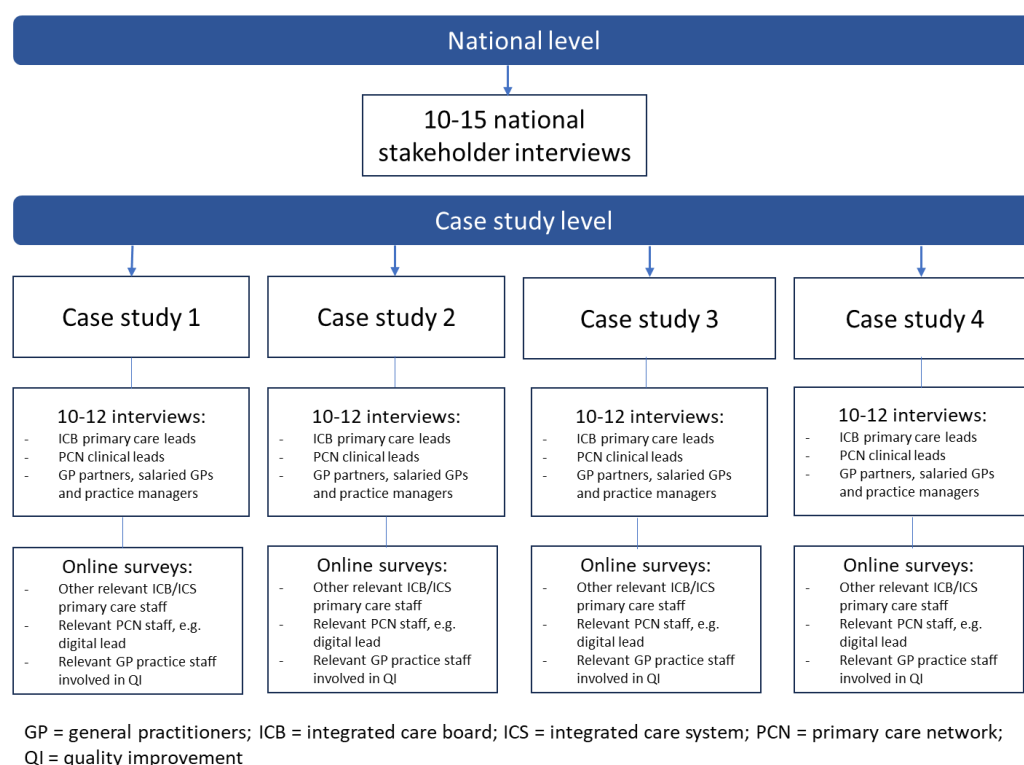 National level
10-15 national
stakeholder interviews
Case study level
Case study 1
Case study 2
Case study 3
Case study 4
10-12 interviews:
- ICB primary care leads
- PCN clinical leads
- GP partners, salaried GPs
and practice managers
10-12 interviews:
- ICB primary care leads
- PCN clinical leads
- GP partners, salaried GPs
and practice managers
10-12 interviews:
- ICB primary care leads
- PCN clinical leads
- GP partners, salaried GPs
and practice managers
10-12 interviews:
- ICB primary care leads
- PCN clinical leads
- GP partners, salaried GPs
and practice managers
Online surveys:
- Other relevant ICB/ICS
primary care staff
- Relevant PCN staff, e.g.
digital lead
- Relevant GP practice staff
involved in QI
Online surveys:
- Other relevant ICB/ICS
primary care staff
- Relevant PCN staff, e.g.
digital lead
- Relevant GP practice staff
involved in QI
Online surveys:
- Other relevant ICB/ICS
primary care staff
- Relevant PCN staff, e.g.
digital lead
- Relevant GP practice staff
involved in QI
Online surveys:
- Other relevant ICB/ICS
primary care staff
- Relevant PCN staff, e.g.
digital lead
- Relevant GP practice staff
involved in QI
GP = general practitioners; ICB = integrated care board; ICS = integrated care system; PCN = primary care network;
QI = quality improvement